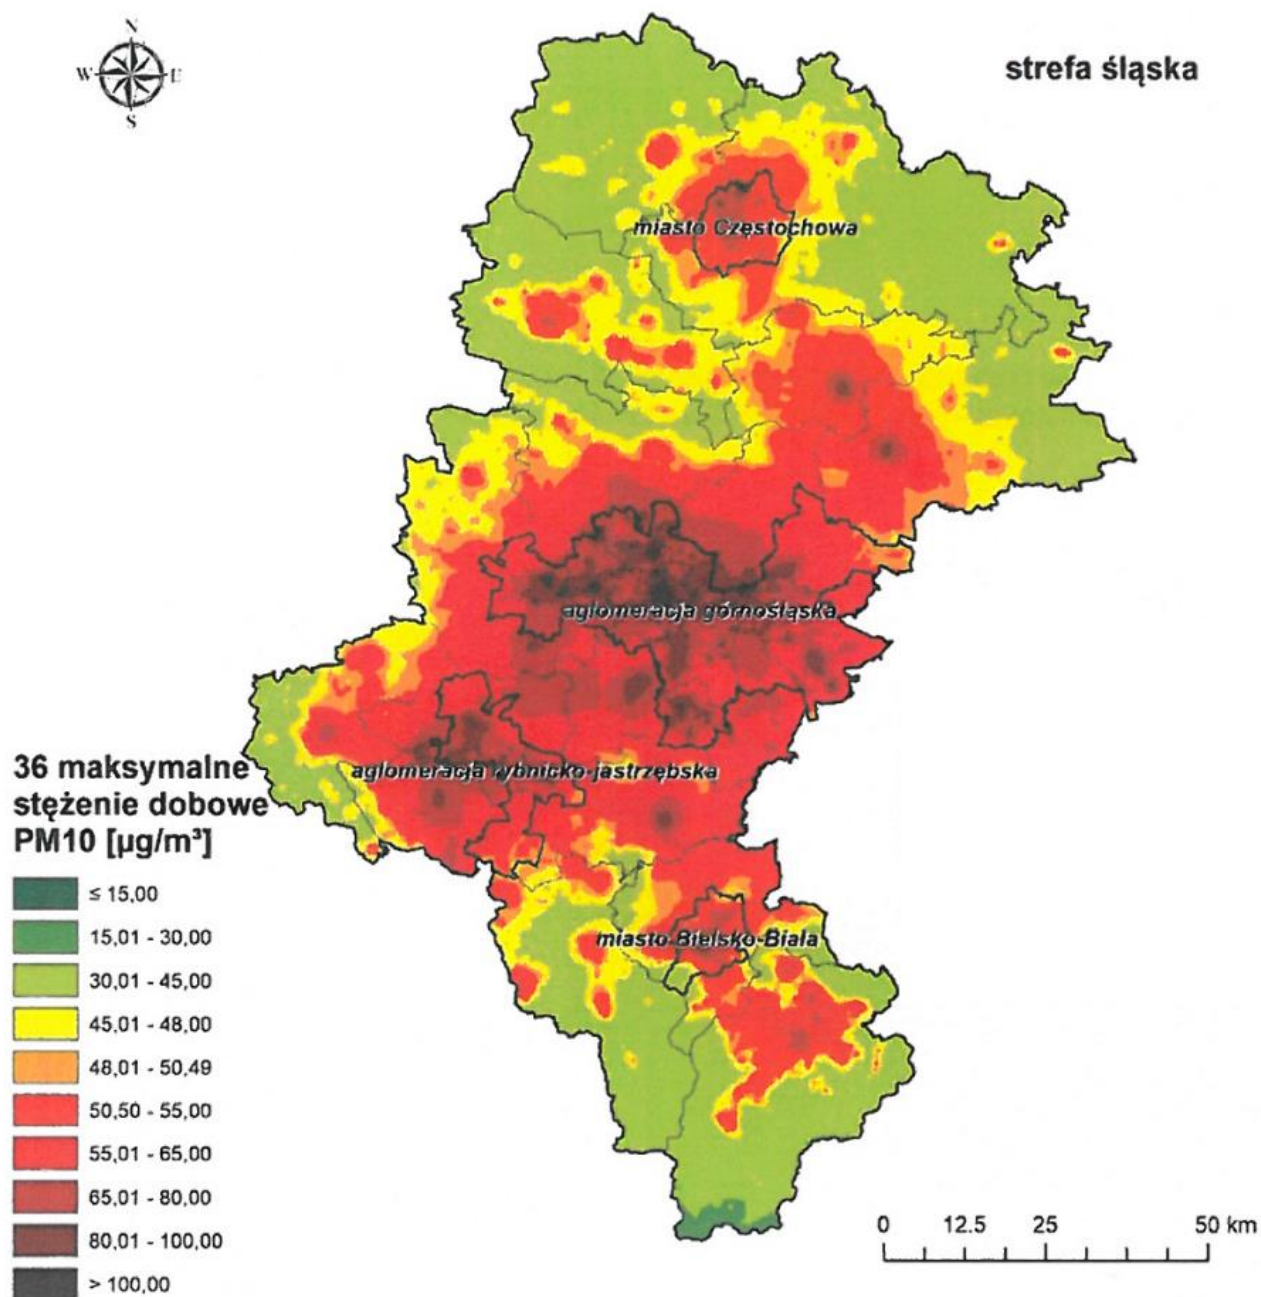 N
W E
S
strefa śląska
miasto Częstochowa
aglomeracja górnośląska
aglomeracja rybnicko-jastrzębska
miasto Bielsko-Biała
36 maksymalne
stężenie dobowe
PM10 [µg/m³]
≤ 15,00
15,01 - 30,00
30,01 - 45,00
45,01 - 48,00
48,01 - 50,49
50,50 - 55,00
55,01 - 65,00
65,01 - 80,00
80,01 - 100,00
> 100,00
0 12.5 25 50 km